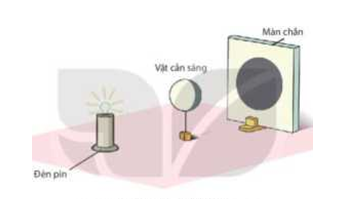 Màn chắn
Vật cản sáng
Đèn pin